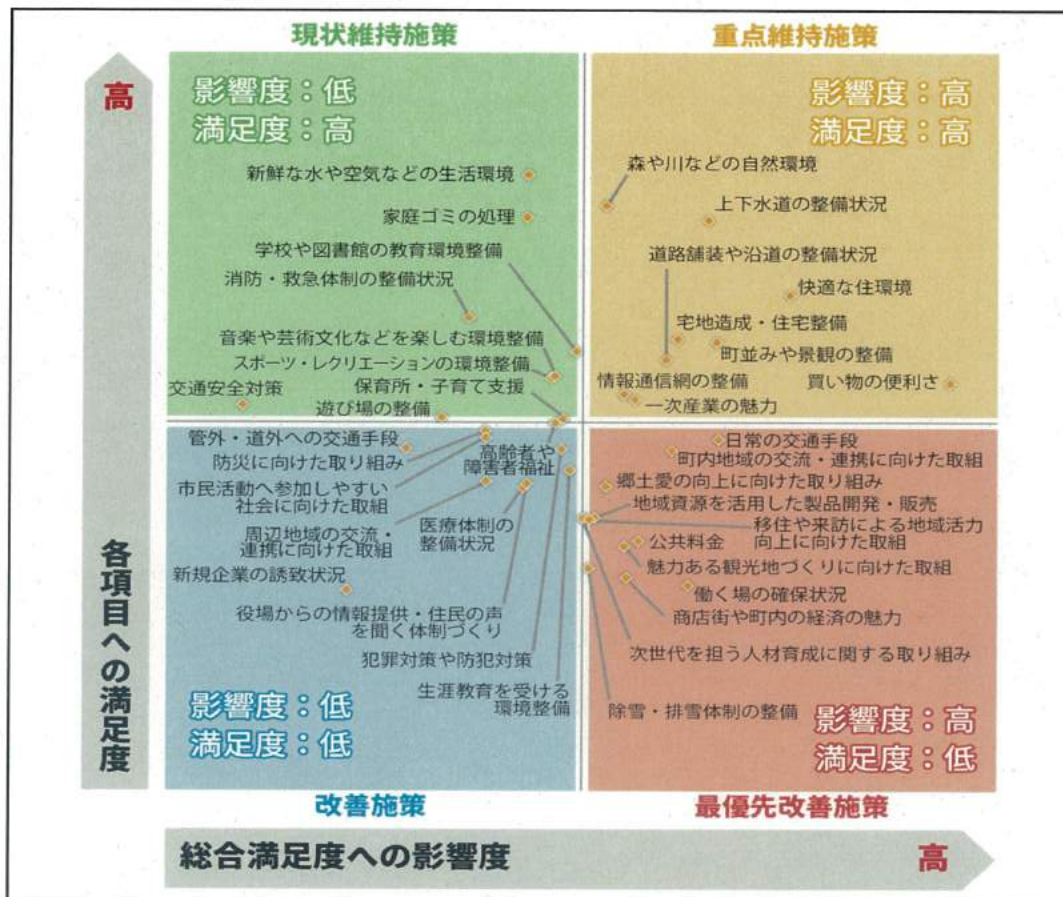 現状維持施策
重点維持施策
高
影響度：低
満足度：高
影響度：高
満足度：高
新鮮な水や空気などの生活環境
家庭ゴミの処理
学校や図書館の教育環境整備
消防・救急体制の整備状況
音楽や芸術文化などを楽しむ環境整備
スポーツ・レクリエーションの環境整備
保育所・子育て支援
交通安全対策
遊び場の整備
森や川などの自然環境
上下水道の整備状況
道路舗装や沿道の整備状況
快適な住環境
宅地造成・住宅整備
町並みや景観の整備
情報通信網の整備
買い物の便利さ
一次産業の魅力
管外・道外への交通手段
防災に向けた取り組み
高齢者や
障害者福祉
市民活動へ参加しやすい
社会に向けた取組
周辺地域の交流・
連携に向けた取組
医療体制の
整備状況
新規企業の誘致状況
役場からの情報提供・住民の声
を聞く体制づくり
犯罪対策や防犯対策
生涯教育を受ける
環境整備
影響度：低
満足度：低
日常の交通手段
町内地域の交流・連携に向けた取組
郷土愛の向上に向けた取り組み
地域資源を活用した製品開発・販売
移住や来訪による地域活力
向上に向けた取組
公共料金
魅力ある観光地づくりに向けた取組
働く場の確保状況
商店街や町内の経済の魅力
次世代を担う人材育成に関する取り組み
除雪・排雪体制の整備
影響度：高
満足度：低
各項目への満足度
改善施策
最優先改善施策
総合満足度への影響度
高